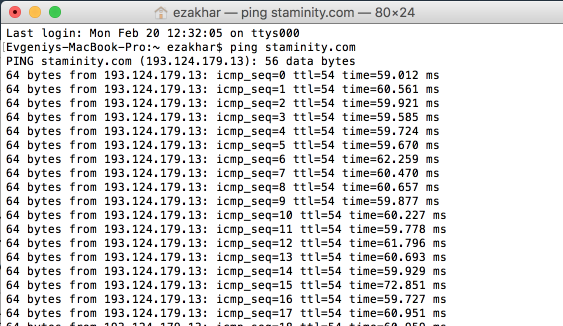 ezakhar — ping staminity.com — 80×24
Last login: Mon Feb 20 12:32:05 on ttys000
[Evgeniys-MacBook-Pro:~ ezakhar$ ping staminity.com
PING staminity.com (193.124.179.13): 56 data bytes
64 bytes from 193.124.179.13: icmp_seq=0 ttl=54 time=59.012 ms
64 bytes from 193.124.179.13: icmp_seq=1 ttl=54 time=60.561 ms
64 bytes from 193.124.179.13: icmp_seq=2 ttl=54 time=59.921 ms
64 bytes from 193.124.179.13: icmp_seq=3 ttl=54 time=59.585 ms
64 bytes from 193.124.179.13: icmp_seq=4 ttl=54 time=59.724 ms
64 bytes from 193.124.179.13: icmp_seq=5 ttl=54 time=59.670 ms
64 bytes from 193.124.179.13: icmp_seq=6 ttl=54 time=62.259 ms
64 bytes from 193.124.179.13: icmp_seq=7 ttl=54 time=60.470 ms
64 bytes from 193.124.179.13: icmp_seq=8 ttl=54 time=60.657 ms
64 bytes from 193.124.179.13: icmp_seq=9 ttl=54 time=59.877 ms
64 bytes from 193.124.179.13: icmp_seq=10 ttl=54 time=60.227 ms
64 bytes from 193.124.179.13: icmp_seq=11 ttl=54 time=59.778 ms
64 bytes from 193.124.179.13: icmp_seq=12 ttl=54 time=61.796 ms
64 bytes from 193.124.179.13: icmp_seq=13 ttl=54 time=60.693 ms
64 bytes from 193.124.179.13: icmp_seq=14 ttl=54 time=59.929 ms
64 bytes from 193.124.179.13: icmp_seq=15 ttl=54 time=72.851 ms
64 bytes from 193.124.179.13: icmp_seq=16 ttl=54 time=59.727 ms
64 bytes from 193.124.179.13: icmp_seq=17 ttl=54 time=60.951 ms
64 bytes from 193.124.179.13: icmp_seq=18 ttl=54 ms